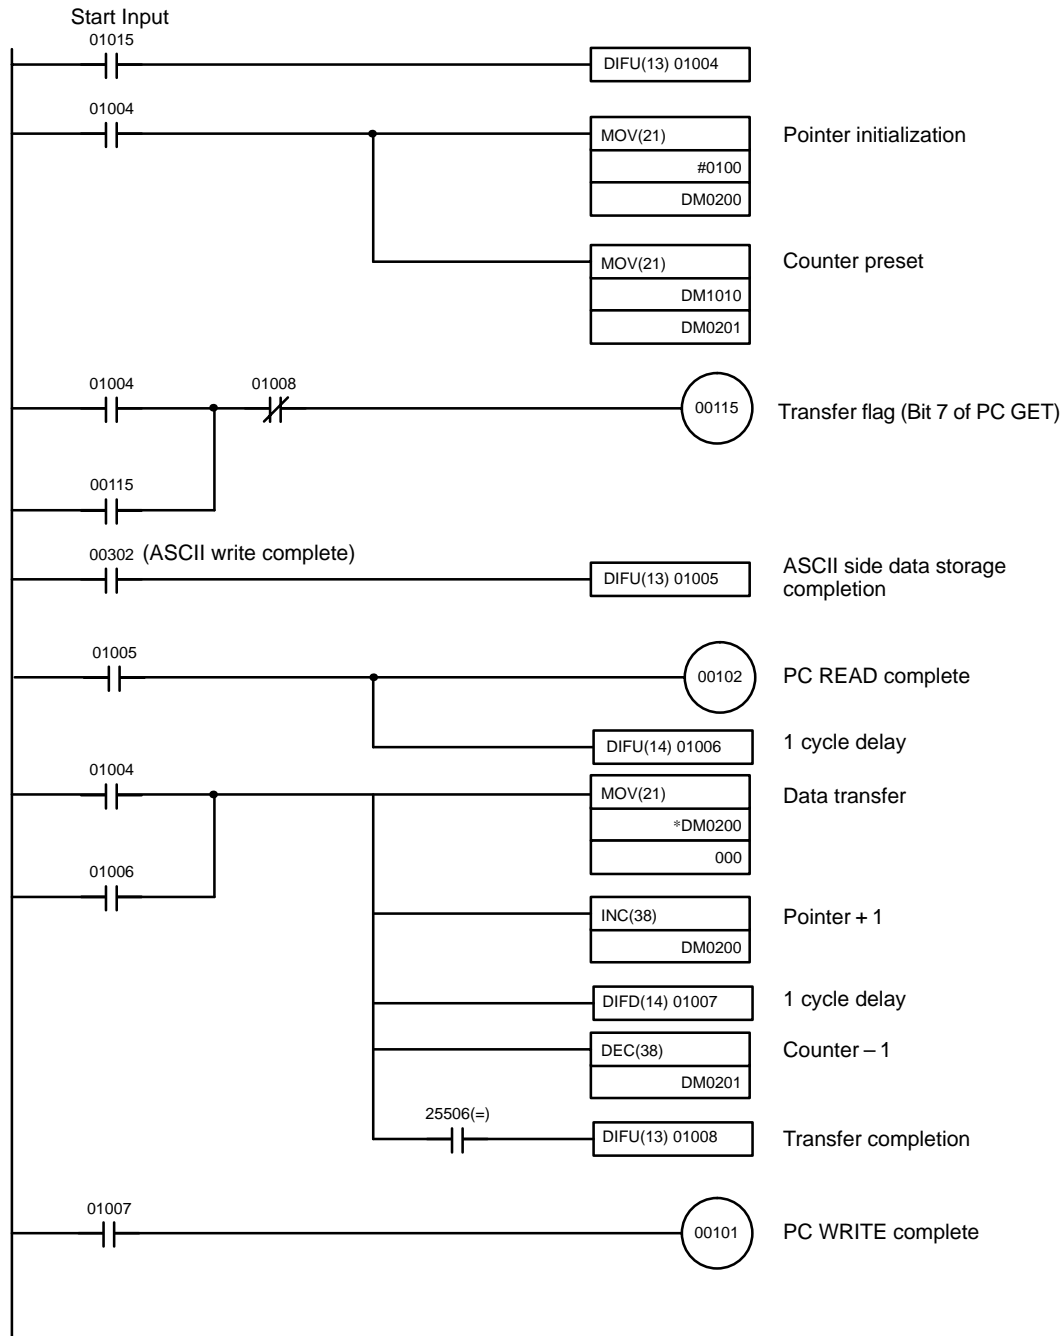 Start Input
01015
DIFU(13) 01004
01004
MOV(21)
#0100
DM0200
Pointer initialization
MOV(21)
DM1010
DM0201
Counter preset
01004
01008
00115
Transfer flag (Bit 7 of PC GET)
00115
00302 (ASCII write complete)
DIFU(13) 01005
ASCII side data storage
completion
01005
00102
PC READ complete
DIFU(14) 01006
1 cycle delay
01004
MOV(21)
*DM0200
000
Data transfer
01006
INC(38)
DM0200
Pointer + 1
DIFD(14) 01007
1 cycle delay
DEC(38)
DM0201
Counter – 1
25506(=)
DIFU(13) 01008
Transfer completion
01007
00101
PC WRITE complete